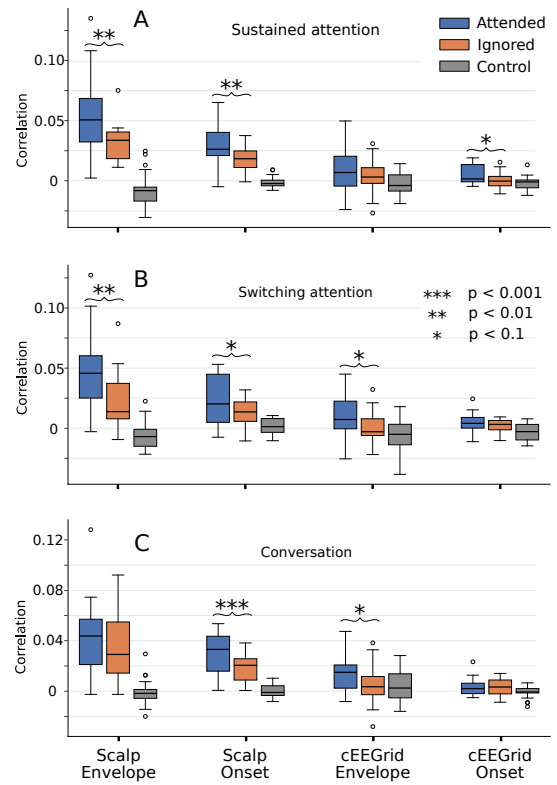 A
Sustained attention
Attended
Ignored
Control
**
**
*
0.10
0.05
0
Correlation
B
Switching attention
*** p < 0.001
** p < 0.01
* p < 0.1
**
*
*
0.10
0.05
0
Correlation
C
Conversation
***
*
0.12
0.08
0.04
0
Correlation
Scalp Envelope
Scalp Onset
cEEGrid Envelope
cEEGrid Onset